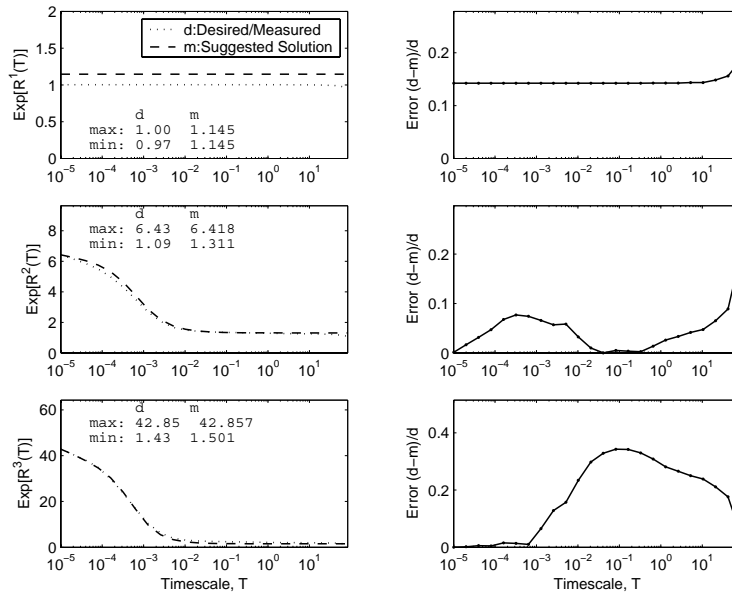 2
1.5
1
0.5
0
Exp[R¹(T)]
d:Desired/Measured
m:Suggested Solution
d m
max: 1.00 1.145
min: 0.97 1.145
10⁻⁵ 10⁻⁴ 10⁻³ 10⁻² 10⁻¹ 10⁰ 10¹
0.2
0.1
0
Error (d−m)/d
10⁻⁵ 10⁻⁴ 10⁻³ 10⁻² 10⁻¹ 10⁰ 10¹
8
6
4
2
0
Exp[R²(T)]
d m
max: 6.43 6.418
min: 1.09 1.311
10⁻⁵ 10⁻⁴ 10⁻³ 10⁻² 10⁻¹ 10⁰ 10¹
0.2
0.1
0
Error (d−m)/d
10⁻⁵ 10⁻⁴ 10⁻³ 10⁻² 10⁻¹ 10⁰ 10¹
60
40
20
0
Exp[R³(T)]
d m
max: 42.85 42.857
min: 1.43 1.501
10⁻⁵ 10⁻⁴ 10⁻³ 10⁻² 10⁻¹ 10⁰ 10¹
Timescale, T
0.4
0.2
0
Error (d−m)/d
10⁻⁵ 10⁻⁴ 10⁻³ 10⁻² 10⁻¹ 10⁰ 10¹
Timescale, T